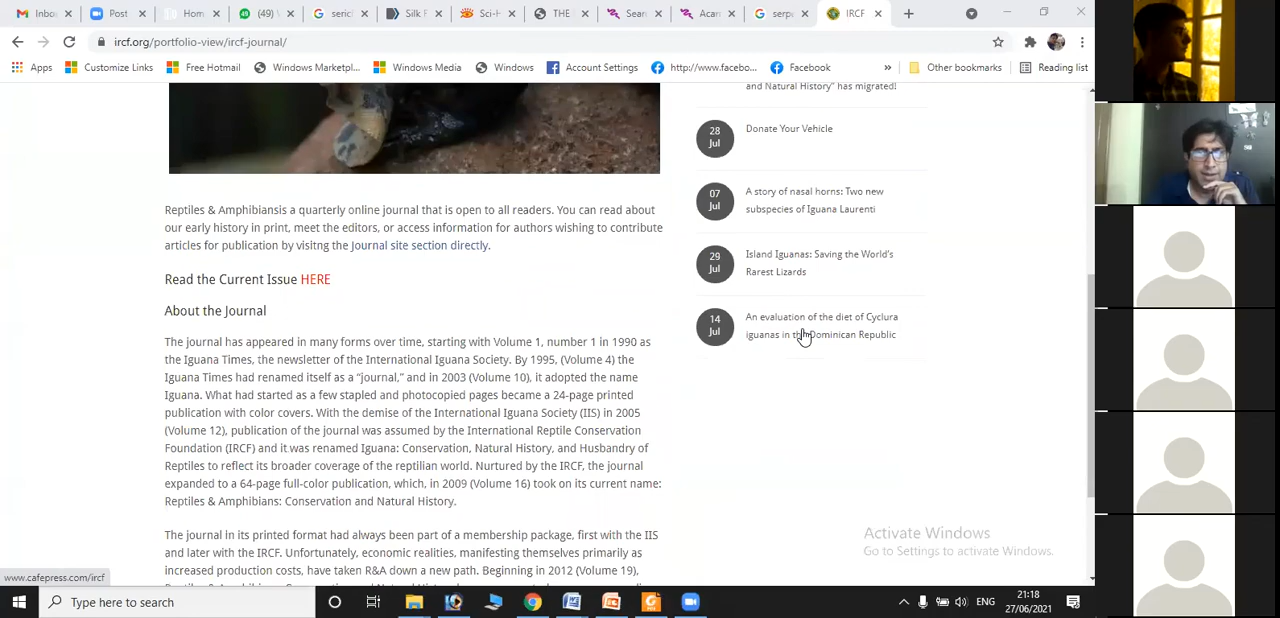 Inbo
Post
Hom
(49) 
serich
Silk F
Sci-H
THE
Sear
Acan
serpe
IRCF
ircf.org/portfolio-view/ircf-journal/
Apps
Customize Links
Free Hotmail
Windows Marketpl...
Windows Media
Windows
Account Settings
http://www.facebo...
Facebook
»
Other bookmarks
Reading list
and Natural History" has migrated!
28 Jul
Donate Your Vehicle
07 Jul
A story of nasal horns: Two new
subspecies of Iguana Laurenti
29 Jul
Island Iguanas: Saving the World's
Rarest Lizards
14 Jul
An evaluation of the diet of Cyclura
iguanas in the Dominican Republic
Reptiles & Amphibiansis a quarterly online journal that is open to all readers. You can read about
our early history in print, meet the editors, or access information for authors wishing to contribute
articles for publication by visitng the Journal site section directly.
Read the Current Issue HERE
About the Journal
The journal has appeared in many forms over time, starting with Volume 1, number 1 in 1990 as
the Iguana Times, the newsletter of the International Iguana Society. By 1995, (Volume 4) the
Iguana Times had renamed itself as a "journal," and in 2003 (Volume 10), it adopted the name
Iguana. What had started as a few stapled and photocopied pages became a 24-page printed
publication with color covers. With the demise of the International Iguana Society (IIS) in 2005
(Volume 12), publication of the journal was assumed by the International Reptile Conservation
Foundation (IRCF) and it was renamed Iguana: Conservation, Natural History, and Husbandry of
Reptiles to reflect its broader coverage of the reptilian world. Nurtured by the IRCF, the journal
expanded to a 64-page full-color publication, which, in 2009 (Volume 16) took on its current name:
Reptiles & Amphibians: Conservation and Natural History.
The journal in its printed format had always been part of a membership package, first with the IIS
and later with the IRCF. Unfortunately, economic realities, manifesting themselves primarily as
increased production costs, have taken R&A down a new path. Beginning in 2012 (Volume 19),
Activate Windows
Go to Settings to activate Windows.
www.cafepress.com/ircf
Type here to search
ENG
21:18
27/06/2021